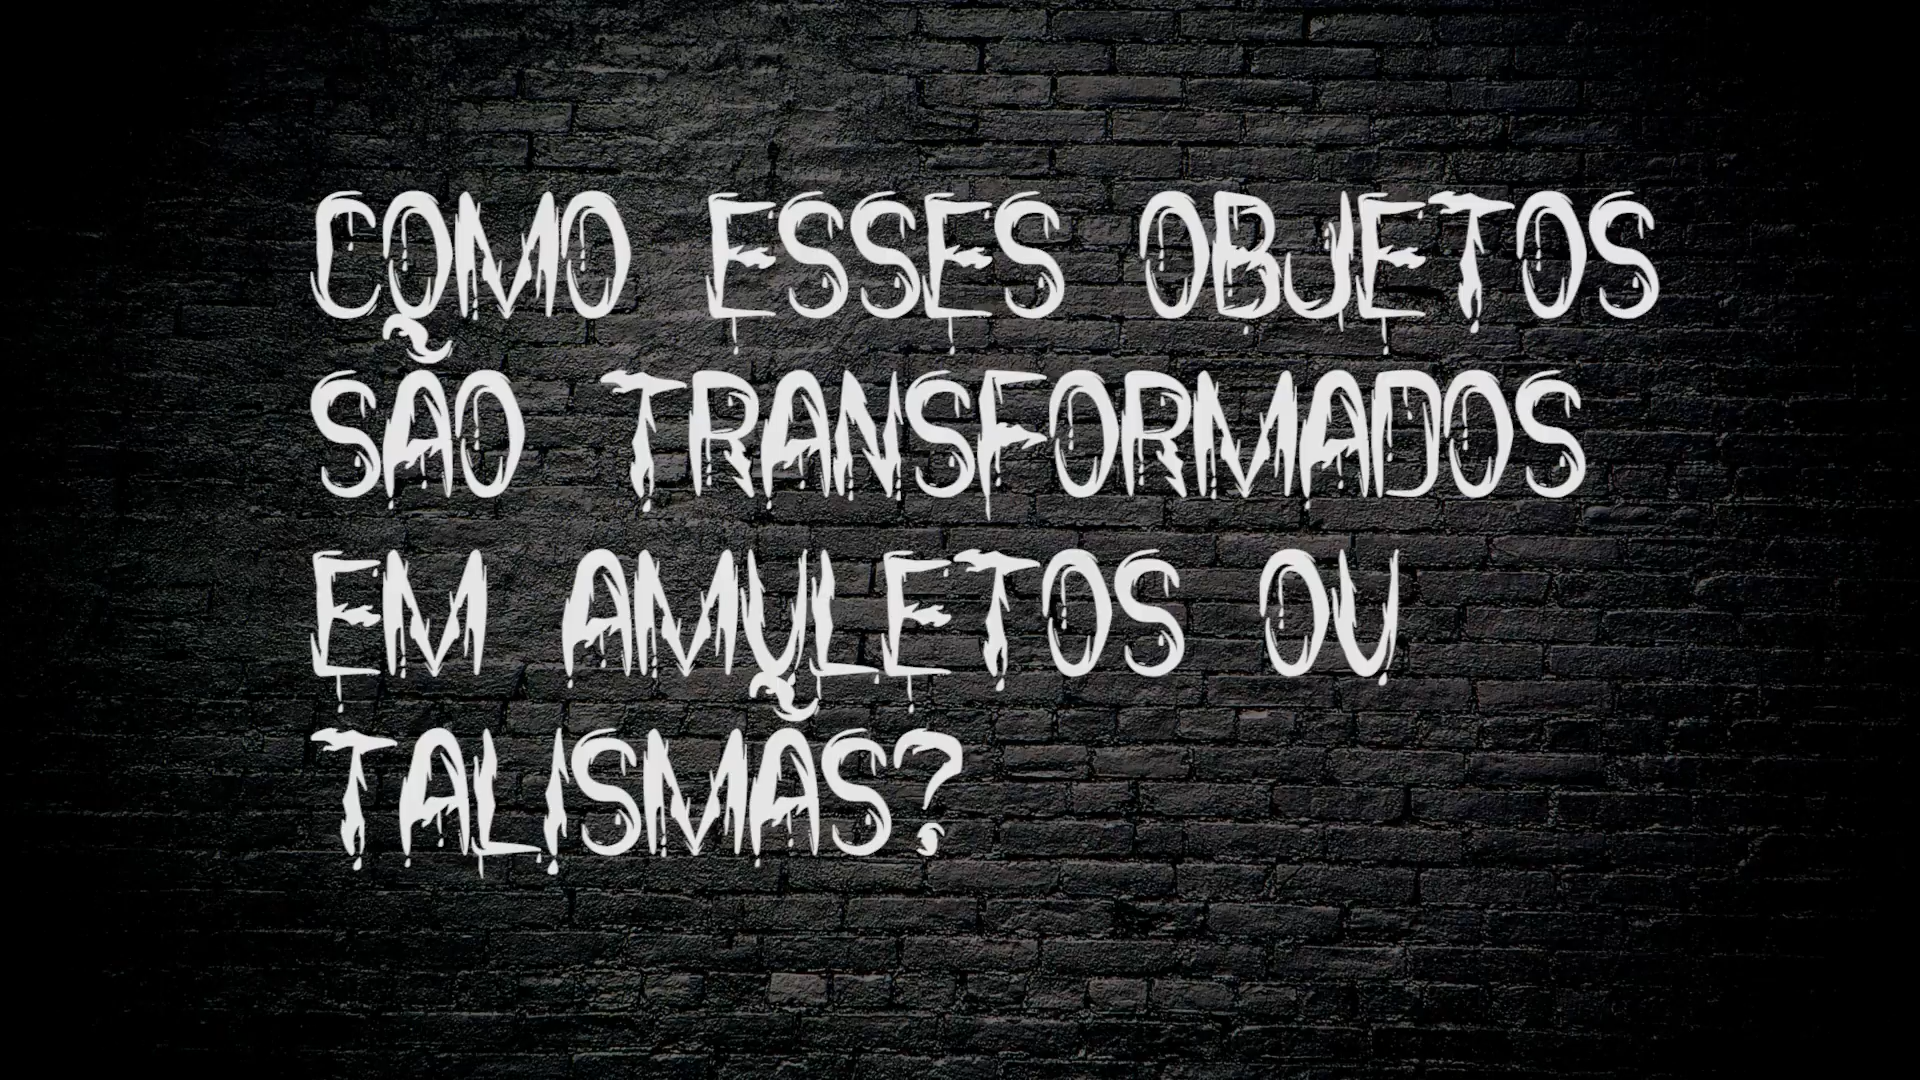 COMO ESSES OBJETOS
SÃO TRANSFORMADOS
EM AMULETOS OU
TALISMÃS?